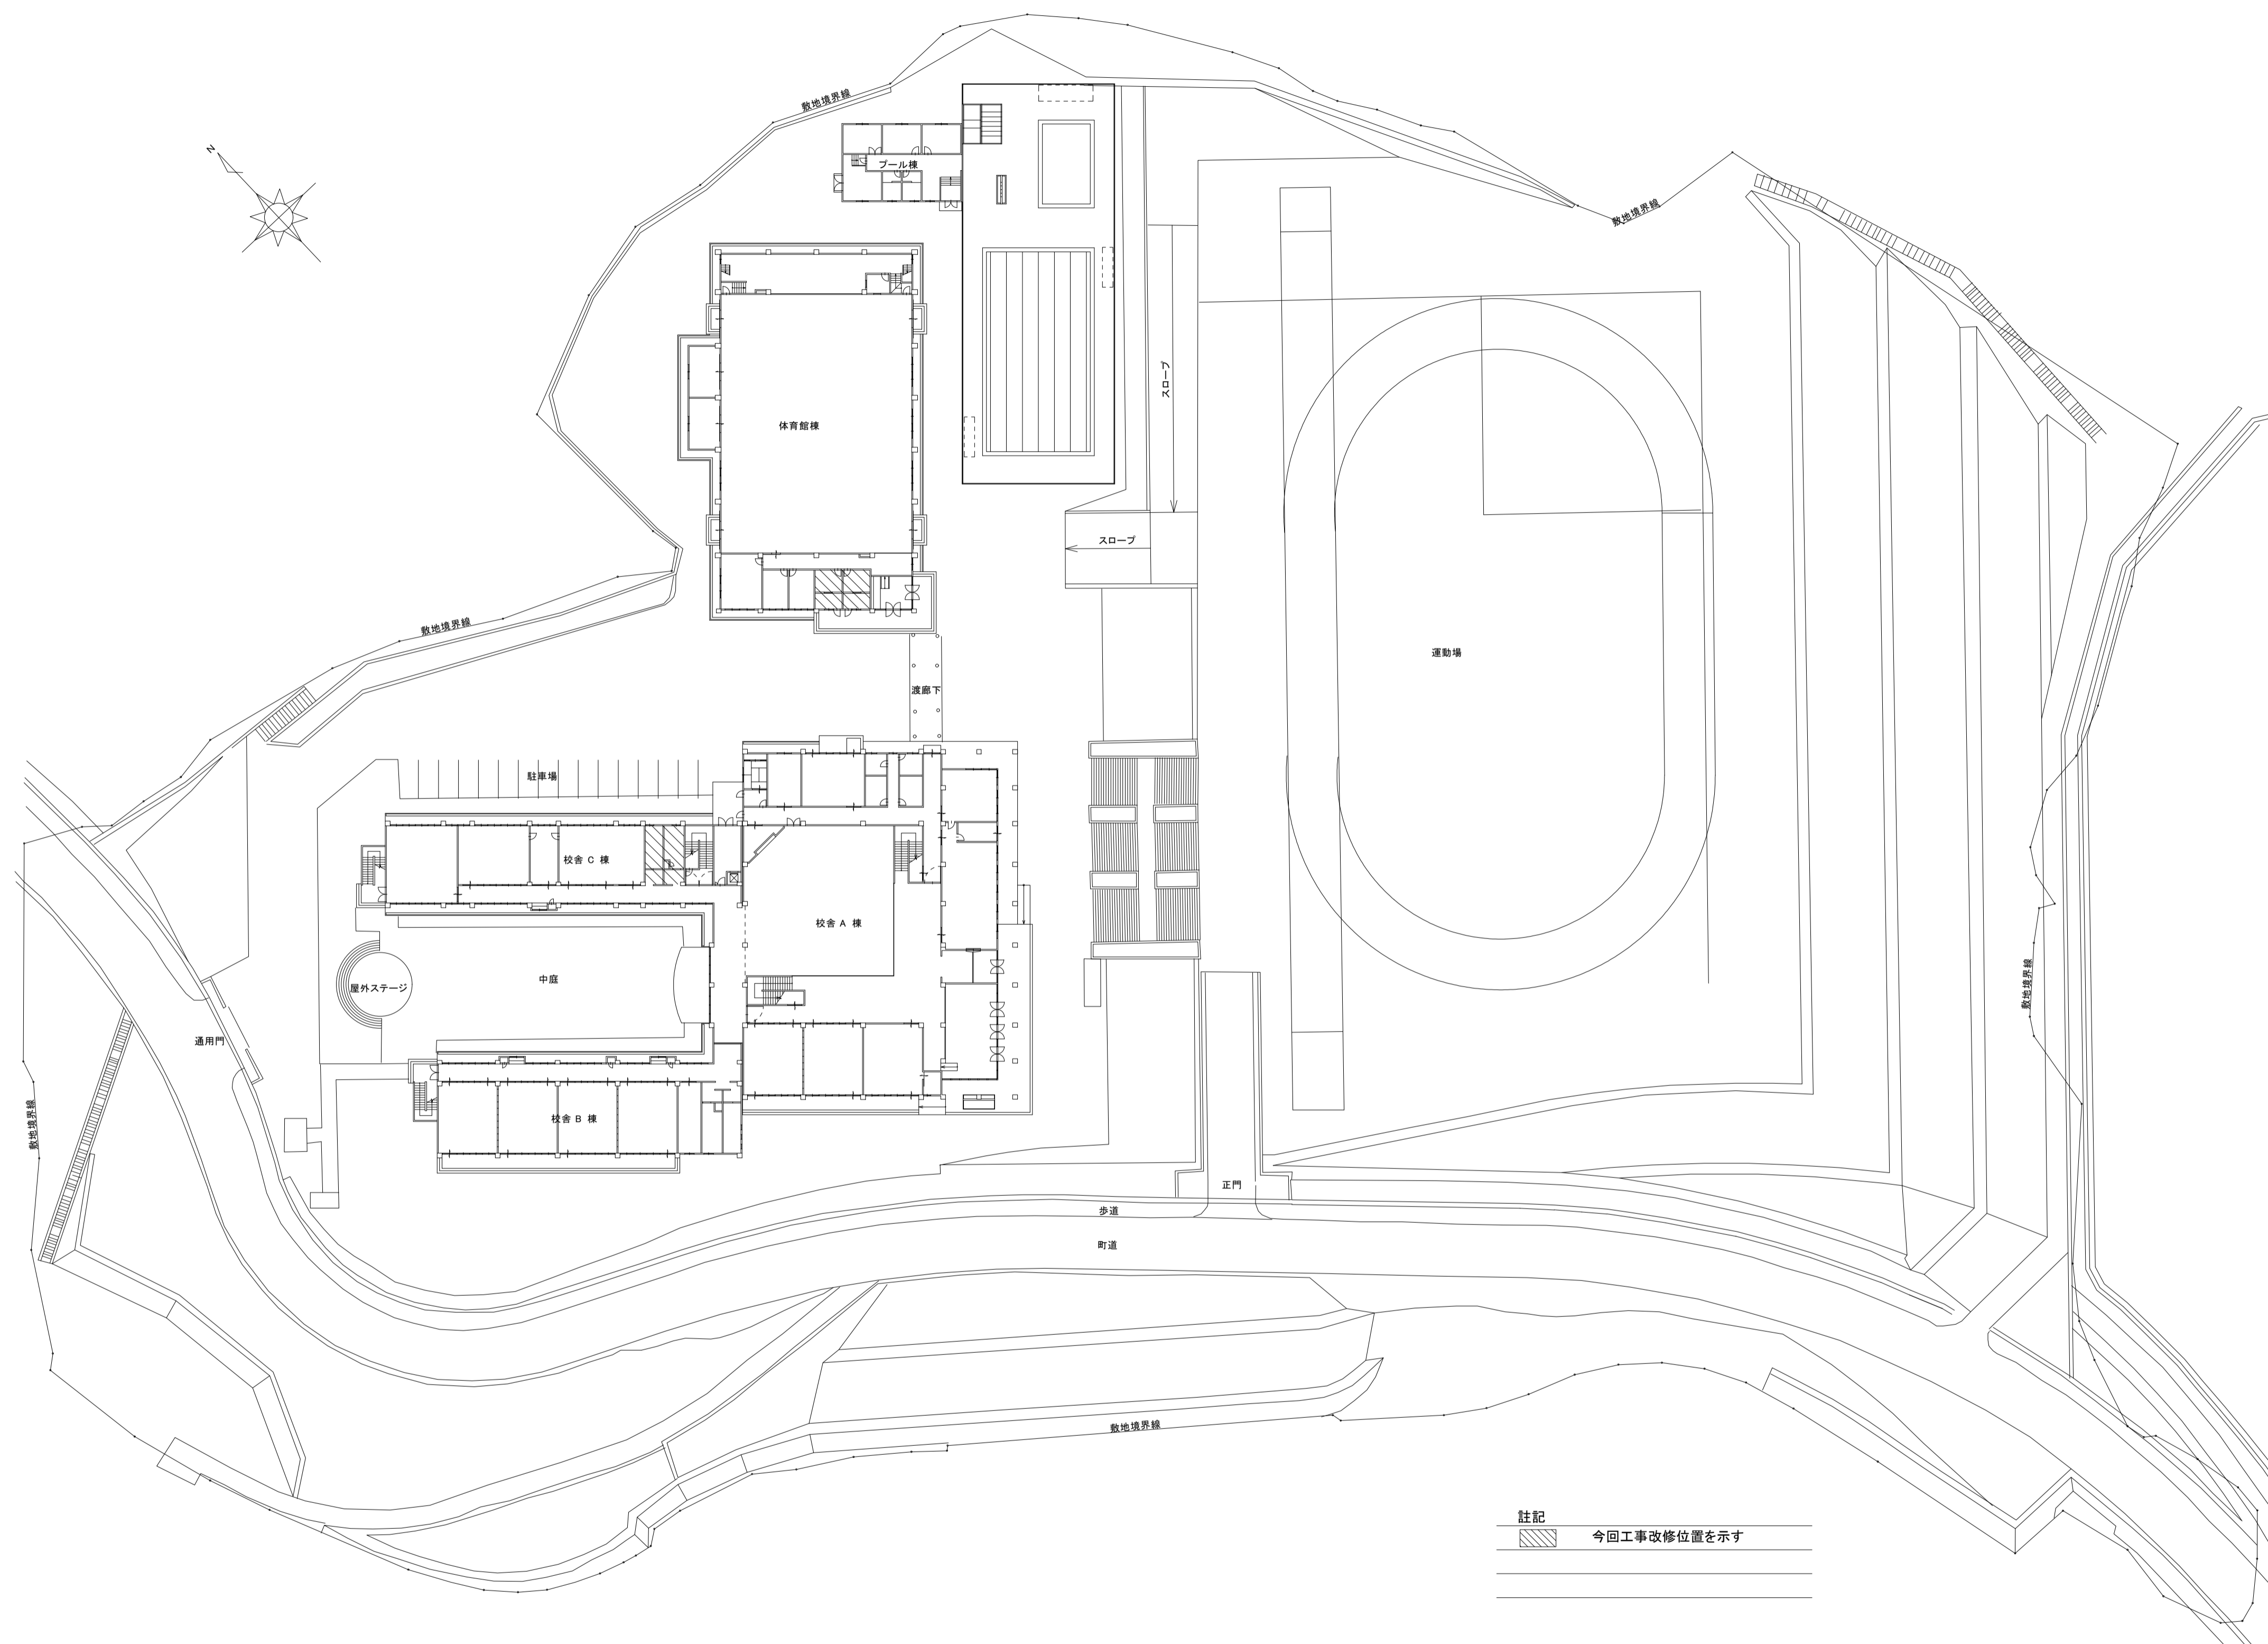 敷地境界線
N
プール棟
敷地境界線
スロープ
体育館棟
スロープ
敷地境界線
運動場
渡廊下
駐車場
校舎 C 棟
校舎 A 棟
中庭
屋外ステージ
敷地境界線
通用門
校舎 B 棟
敷地境界線
正門
歩道
町道
敷地境界線
註記
今回工事改修位置を示す